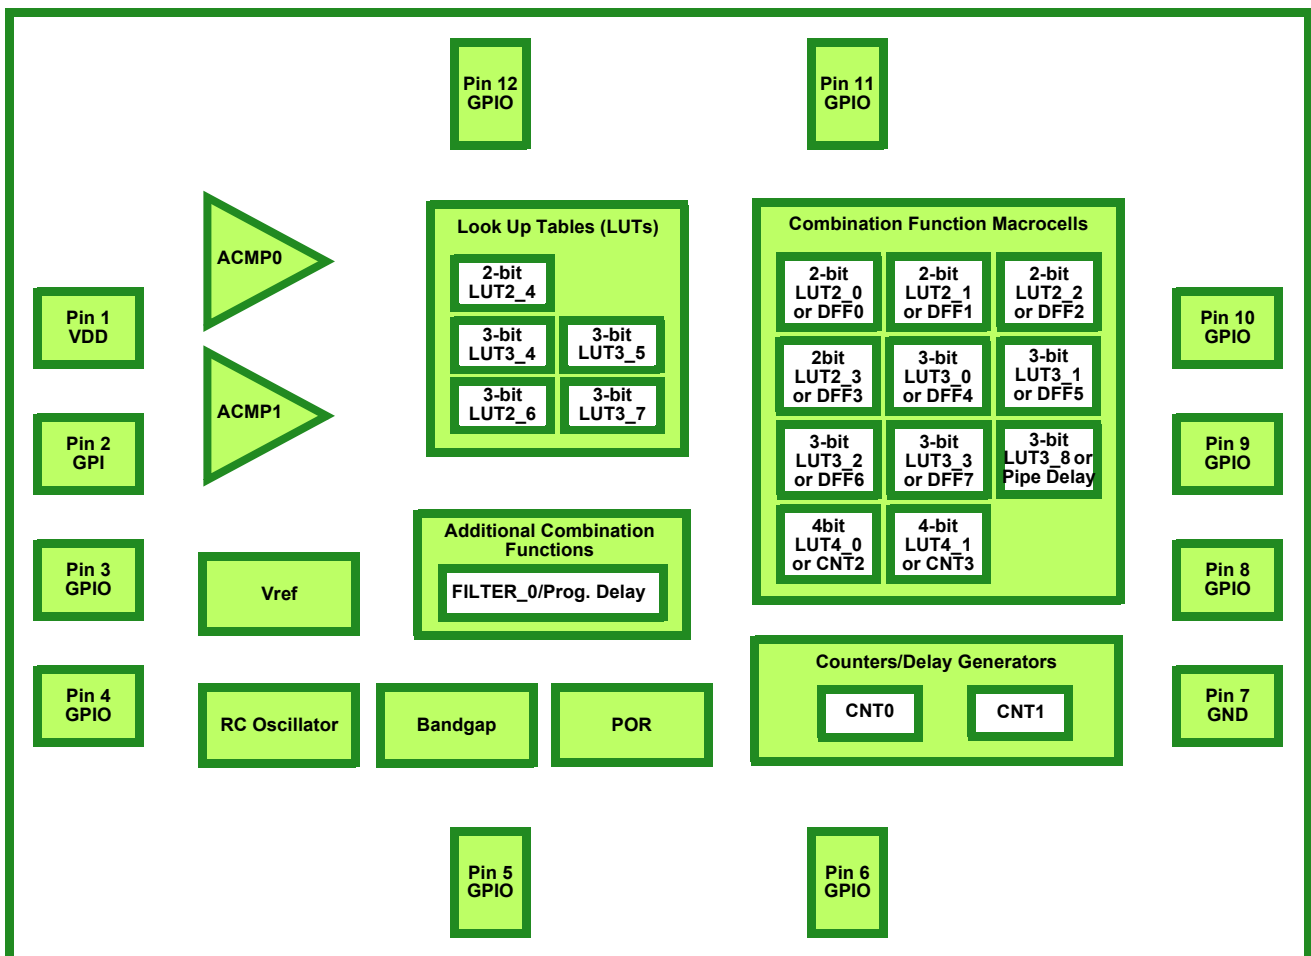 Pin 12
GPIO
Pin 11
GPIO
ACMP0
ACMP1
Pin 1
VDD
Pin 2
GPI
Pin 3
GPIO
Pin 4
GPIO
Look Up Tables (LUTs)
2-bit
LUT2_4
3-bit
LUT3_4
3-bit
LUT3_5
3-bit
LUT2_6
3-bit
LUT3_7
Combination Function Macrocells
2-bit
LUT2_0
or DFF0
2-bit
LUT2_1
or DFF1
2-bit
LUT2_2
or DFF2
2bit
LUT2_3
or DFF3
3-bit
LUT3_0
or DFF4
3-bit
LUT3_1
or DFF5
3-bit
LUT3_2
or DFF6
3-bit
LUT3_3
or DFF7
3-bit
LUT3_8 or
Pipe Delay
4bit
LUT4_0
or CNT2
4-bit
LUT4_1
or CNT3
Additional Combination
Functions
FILTER_0/Prog. Delay
Vref
RC Oscillator
Bandgap
POR
Counters/Delay Generators
CNT0
CNT1
Pin 10
GPIO
Pin 9
GPIO
Pin 8
GPIO
Pin 7
GND
Pin 5
GPIO
Pin 6
GPIO